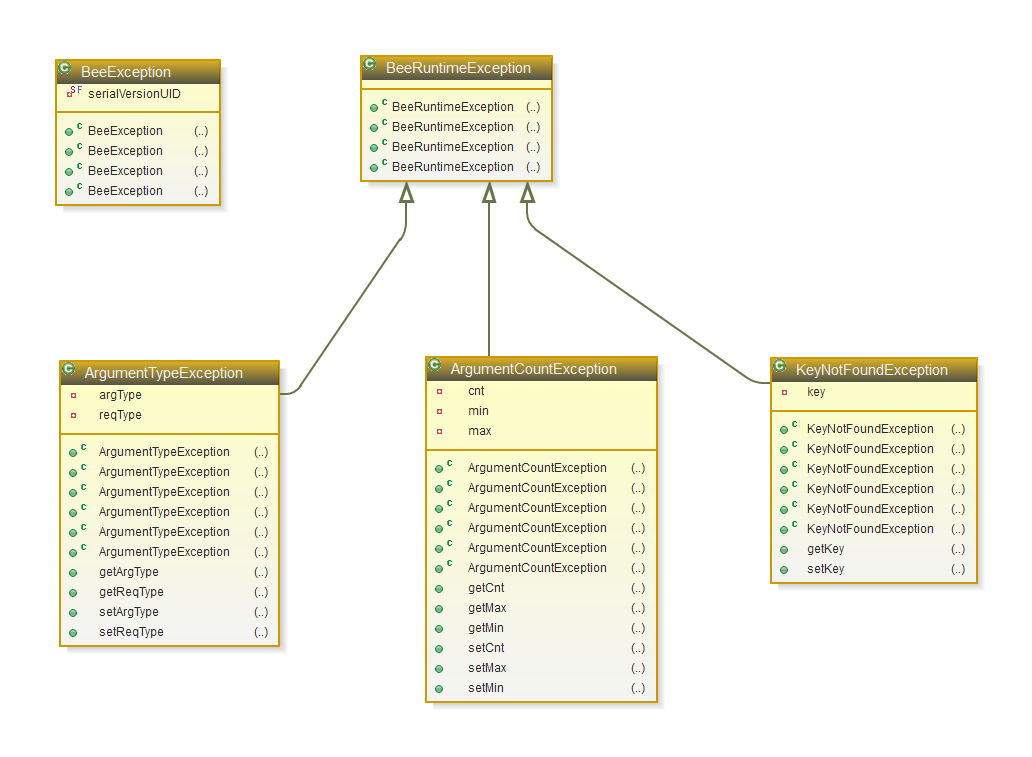 BeeException
serialVersionUID
BeeException (..)
BeeException (..)
BeeException (..)
BeeException (..)
BeeRuntimeException
BeeRuntimeException (..)
BeeRuntimeException (..)
BeeRuntimeException (..)
BeeRuntimeException (..)
ArgumentTypeException
argType
reqType
ArgumentTypeException (..)
ArgumentTypeException (..)
ArgumentTypeException (..)
ArgumentTypeException (..)
ArgumentTypeException (..)
ArgumentTypeException (..)
getArgType (..)
getReqType (..)
setArgType (..)
setReqType (..)
ArgumentCountException
cnt
min
max
ArgumentCountException (..)
ArgumentCountException (..)
ArgumentCountException (..)
ArgumentCountException (..)
ArgumentCountException (..)
ArgumentCountException (..)
getCnt (..)
getMax (..)
getMin (..)
setCnt (..)
setMax (..)
setMin (..)
KeyNotFoundException
key
KeyNotFoundException (..)
KeyNotFoundException (..)
KeyNotFoundException (..)
KeyNotFoundException (..)
KeyNotFoundException (..)
KeyNotFoundException (..)
getKey (..)
setKey (..)